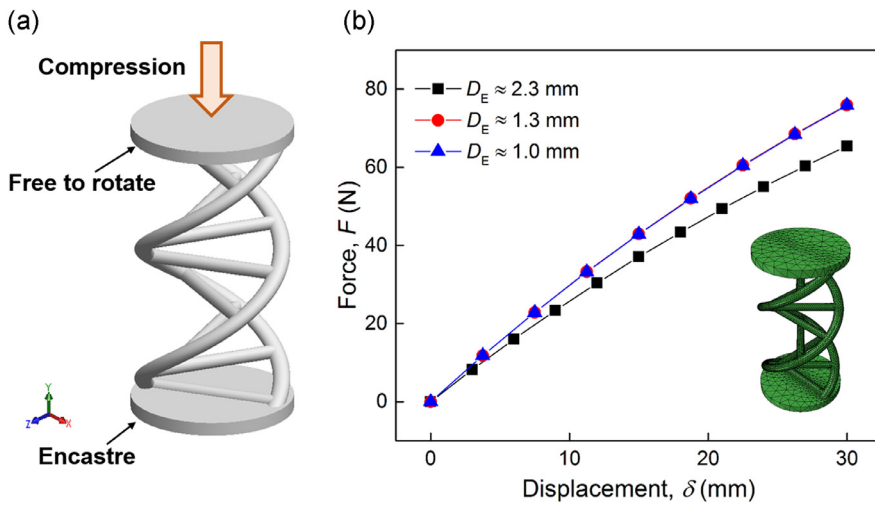 (a)
Compression
Free to rotate
Encastre
Y
Z
X
(b)
Force, F (N)
80
60
40
20
0
D_E ≈ 2.3 mm
D_E ≈ 1.3 mm
D_E ≈ 1.0 mm
0 10 20 30
Displacement, δ (mm)